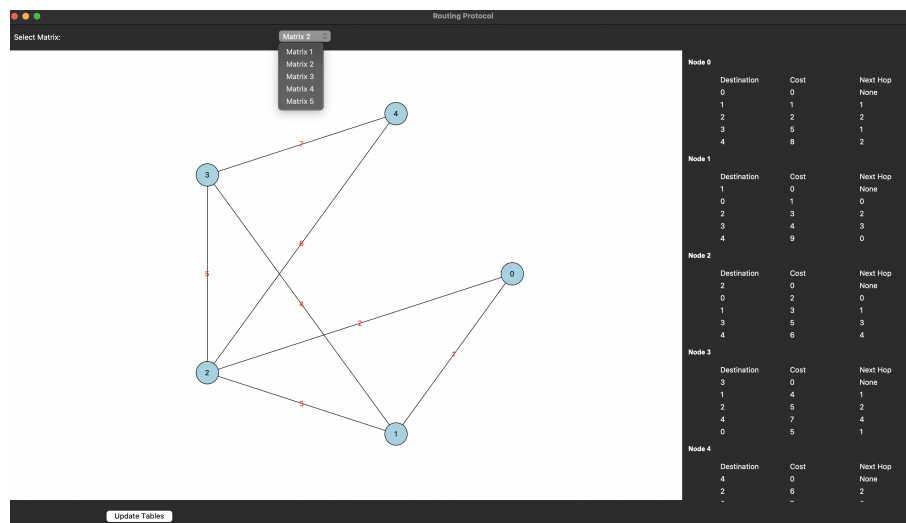 Routing Protocol
Select Matrix:
Matrix 2
Matrix 1
Matrix 2
Matrix 3
Matrix 4
Matrix 5
4
7
3
6
5
4
0
2
1
2
3
1
Node 0
Destination Cost Next Hop
0 0 None
1 1 1
2 2 2
3 5 1
4 8 2
Node 1
Destination Cost Next Hop
1 0 None
0 1 0
2 3 2
3 4 3
4 9 0
Node 2
Destination Cost Next Hop
2 0 None
0 2 0
1 3 1
3 5 3
4 6 4
Node 3
Destination Cost Next Hop
3 0 None
1 4 1
2 5 2
4 7 4
0 5 1
Node 4
Destination Cost Next Hop
4 0 None
2 6 2
Update Tables